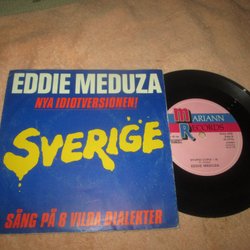 EDDIE MEDUZA
NYA IDIOTVERSIONEN!
SVERIGE
SÅNG PÅ 8 VILDA DIALEKTER
MARIANN
RECORDS
EDDIE MEDUZA